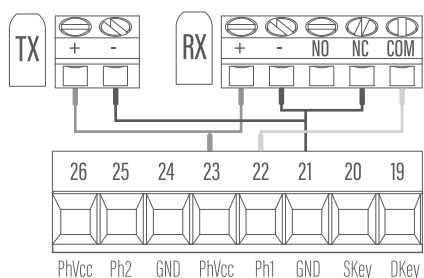 TX
+ -
RX
+ - NO NC COM
26 25 24 23 22 21 20 19
PhVcc Ph2 GND PhVcc Ph1 GND SKey DKey